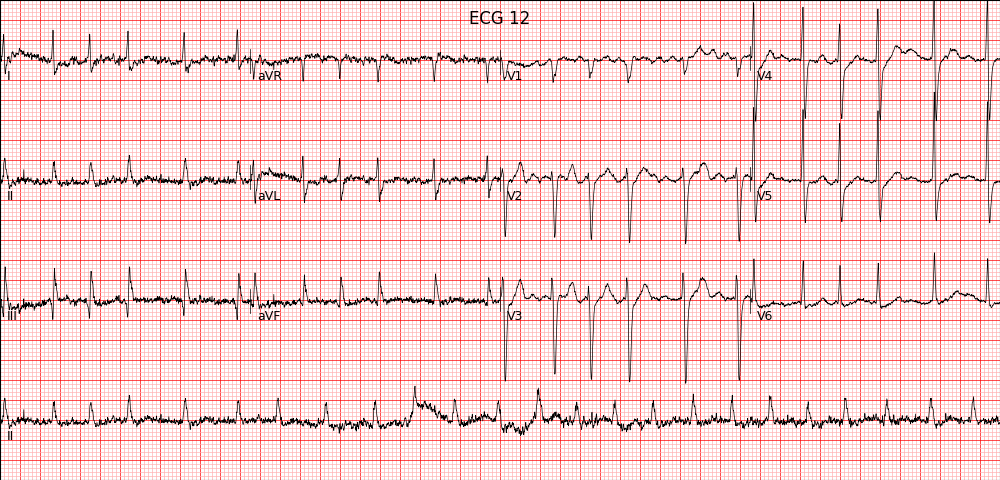 ECG 12
I aVR V1 V4
II aVL V2 V5
III aVF V3 V6
II